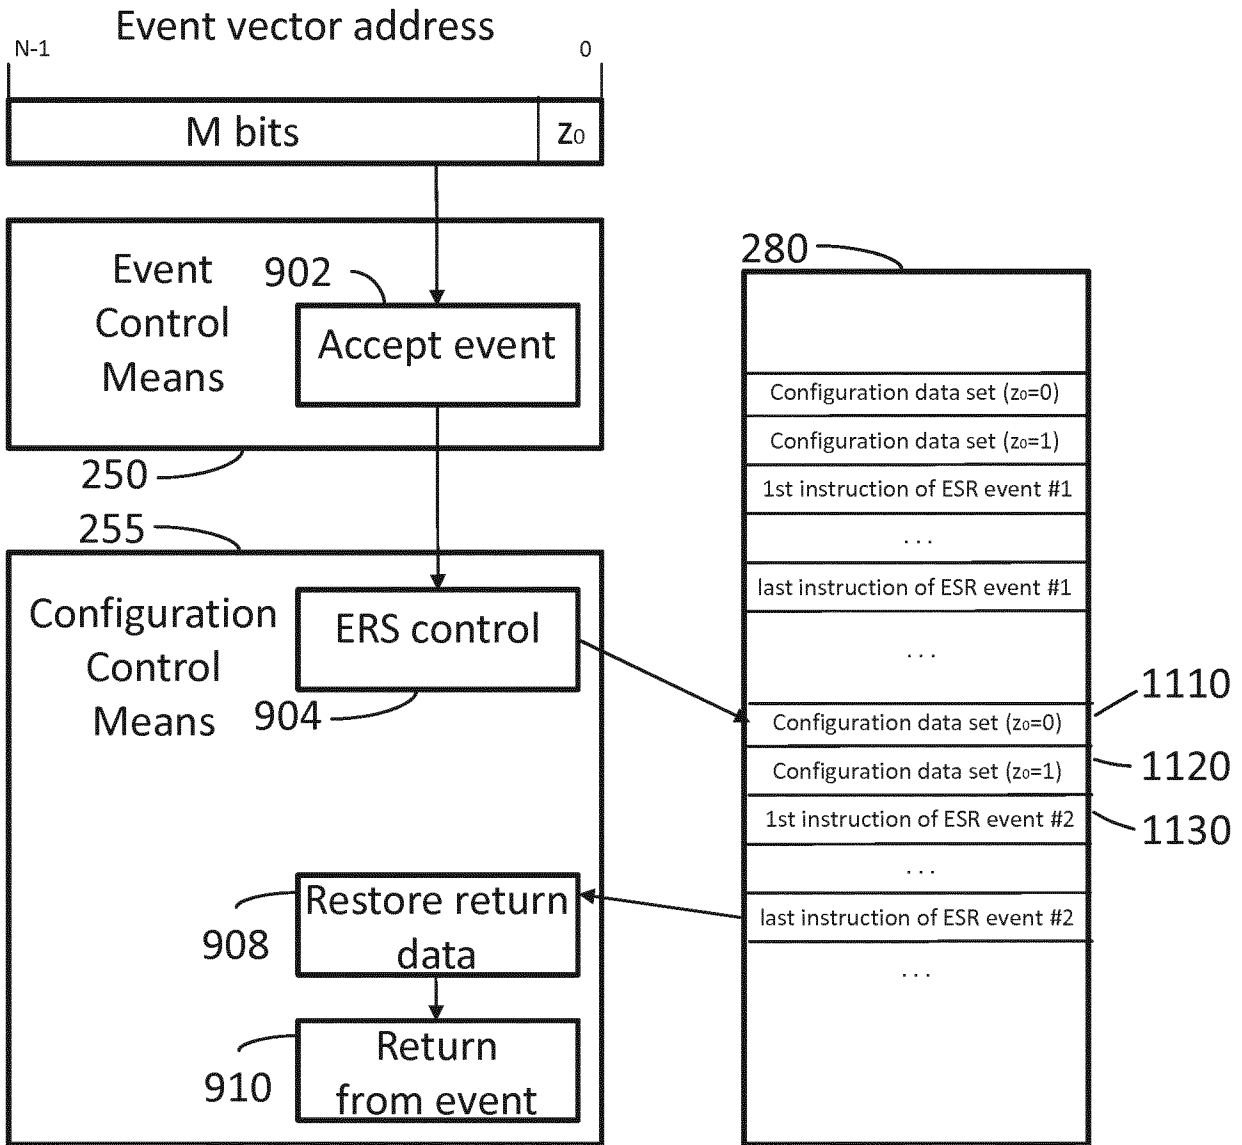 Event vector address
N-1
0
M bits
z₀
Event
Control
Means
902
Accept event
250
255
Configuration
Control
Means
ERS control
904
Restore return
data
908
Return
from event
910
280
Configuration data set (z₀=0)
Configuration data set (z₀=1)
1st instruction of ESR event #1
...
last instruction of ESR event #1
...
Configuration data set (z₀=0)
Configuration data set (z₀=1)
1st instruction of ESR event #2
...
last instruction of ESR event #2
...
1110
1120
1130